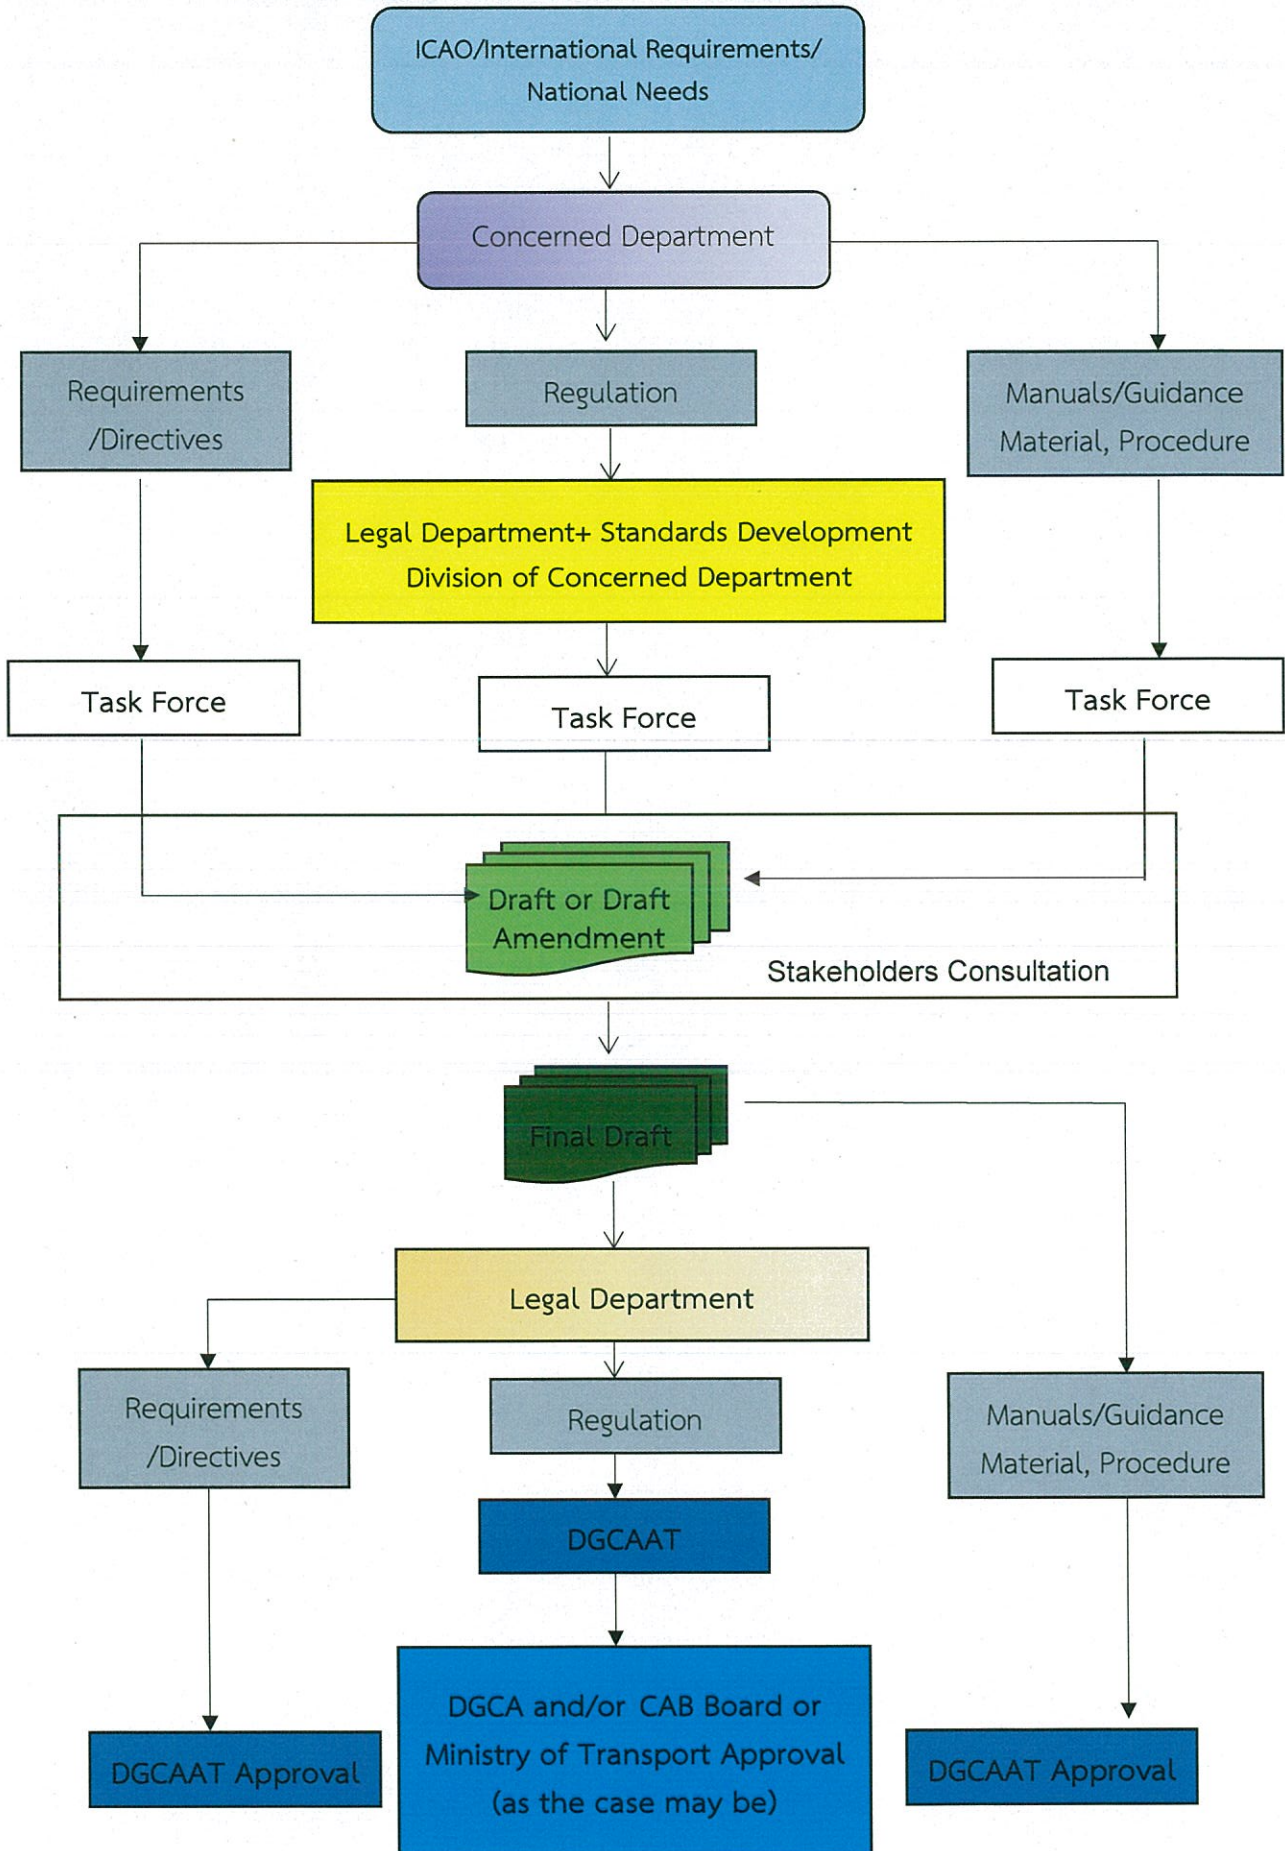 ICAO/International Requirements/
National Needs
Concerned Department
Requirements
/Directives
Regulation
Manuals/Guidance
Material, Procedure
Legal Department+ Standards Development
Division of Concerned Department
Task Force
Task Force
Task Force
Draft or Draft
Amendment
Stakeholders Consultation
Final Draft
Legal Department
Requirements
/Directives
Regulation
Manuals/Guidance
Material, Procedure
DGCAAT
DGCA and/or CAB Board or
Ministry of Transport Approval
(as the case may be)
DGCAAT Approval
DGCAAT Approval